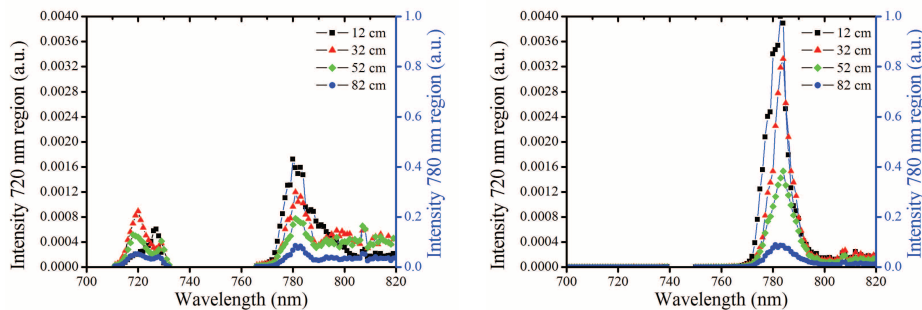 Intensity 720 nm region (a.u.)
0.0040
0.0036
0.0032
0.0028
0.0024
0.0020
0.0016
0.0012
0.0008
0.0004
0.0000
12 cm
32 cm
52 cm
82 cm
1.0
0.8
0.6
0.4
0.2
0.0
Intensity 780 nm region (a.u.)
700 720 740 760 780 800 820
Wavelength (nm)
Intensity 720 nm region (a.u.)
0.0040
0.0036
0.0032
0.0028
0.0024
0.0020
0.0016
0.0012
0.0008
0.0004
0.0000
12 cm
32 cm
52 cm
82 cm
1.0
0.8
0.6
0.4
0.2
0.0
Intensity 780 nm region (a.u.)
700 720 740 760 780 800 820
Wavelength (nm)